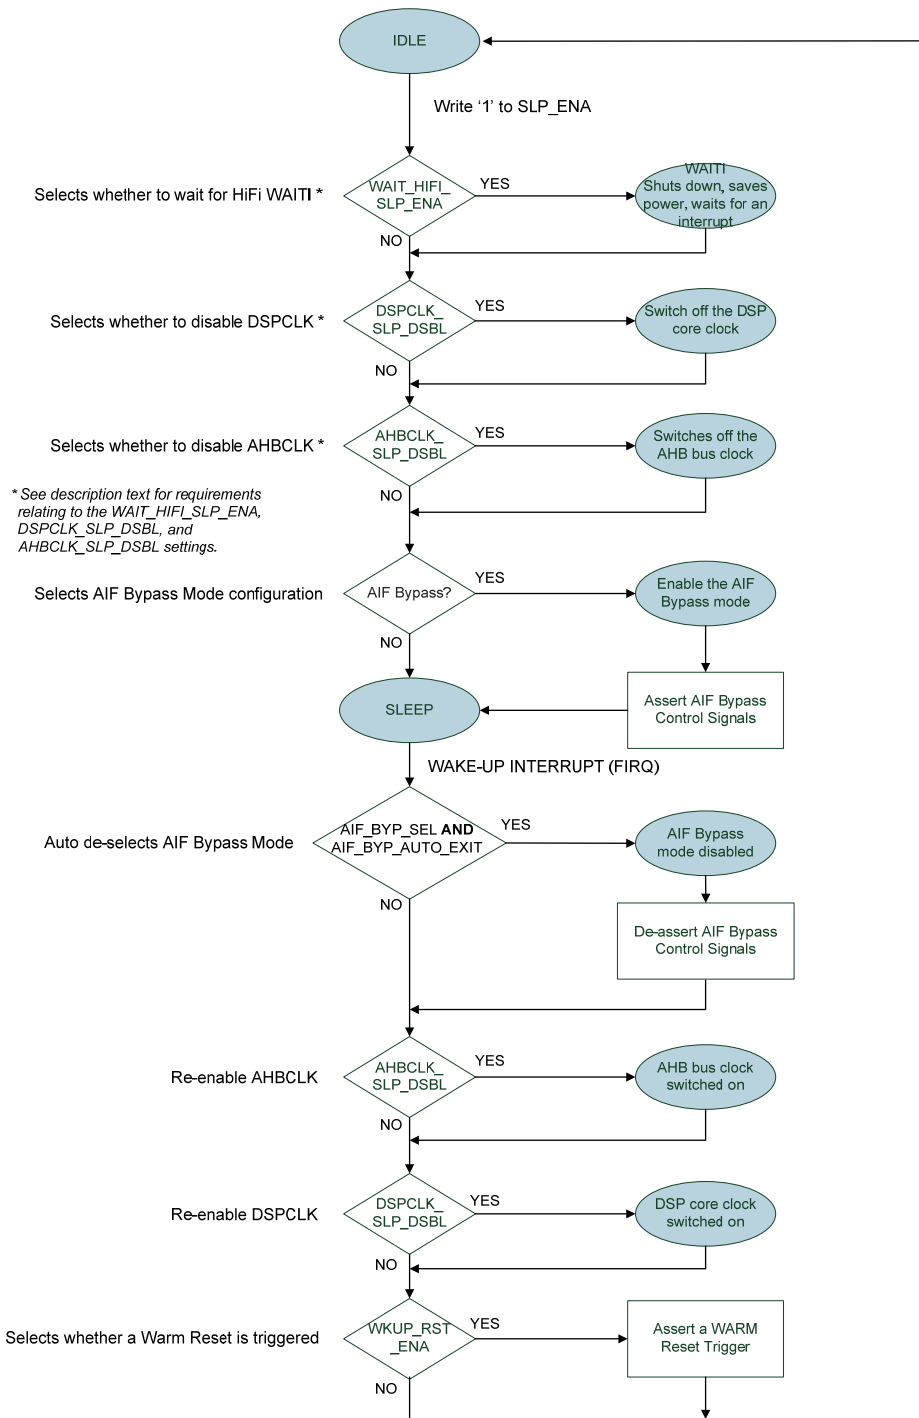 IDLE
Write ‘1’ to SLP_ENA
Selects whether to wait for HiFi WAITI *
WAIT_HIFI_
SLP_ENA
YES
WAITI
Shuts down, saves
power, waits for an
interrupt
NO
Selects whether to disable DSPCLK *
DSPCLK_
SLP_DSBL
YES
Switch off the DSP
core clock
NO
Selects whether to disable AHBCLK *
AHBCLK_
SLP_DSBL
YES
Switches off the
AHB bus clock
NO
* See description text for requirements
relating to the WAIT_HIFI_SLP_ENA,
DSPCLK_SLP_DSBL, and
AHBCLK_SLP_DSBL settings.
Selects AIF Bypass Mode configuration
AIF Bypass?
YES
Enable the AIF
Bypass mode
NO
SLEEP
Assert AIF Bypass
Control Signals
WAKE-UP INTERRUPT (FIRQ)
Auto de-selects AIF Bypass Mode
AIF_BYP_SEL AND
AIF_BYP_AUTO_EXIT
YES
AIF Bypass
mode disabled
NO
De-assert AIF Bypass
Control Signals
Re-enable AHBCLK
AHBCLK_
SLP_DSBL
YES
AHB bus clock
switched on
NO
Re-enable DSPCLK
DSPCLK_
SLP_DSBL
YES
DSP core clock
switched on
NO
Selects whether a Warm Reset is triggered
WKUP_RST
_ENA
YES
Assert a WARM
Reset Trigger
NO